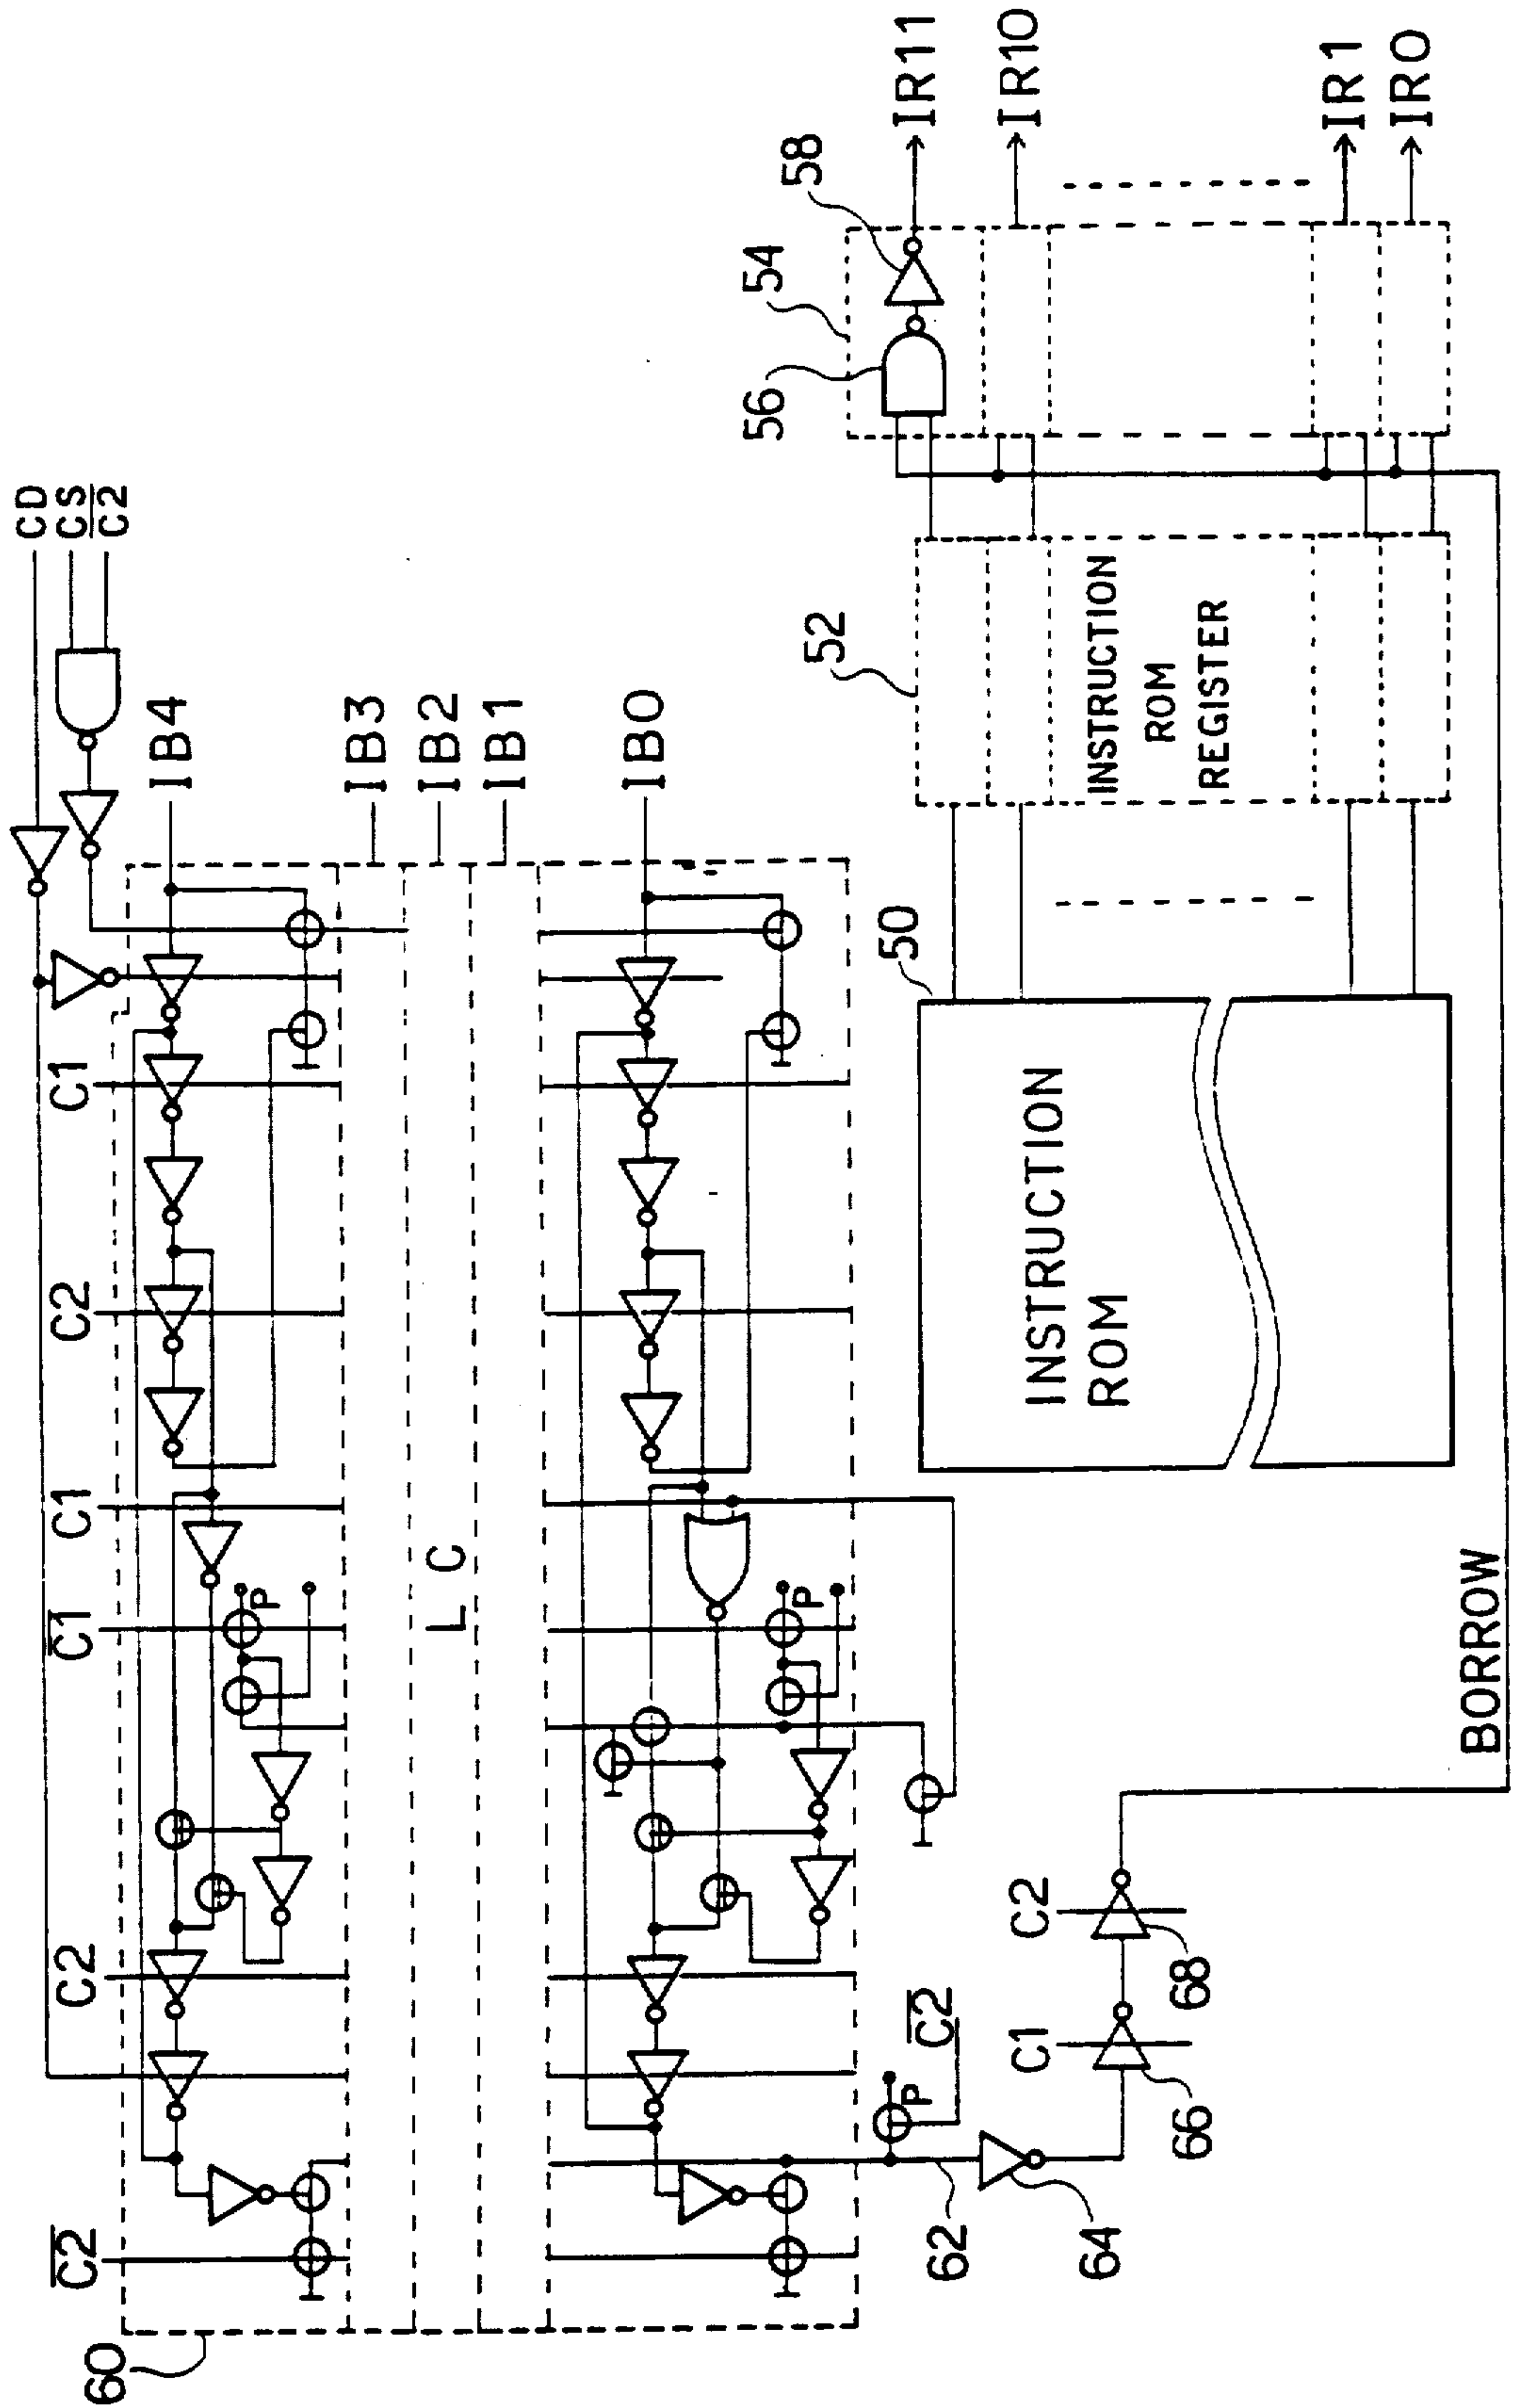 CD
CS
C2̅
IB4
IB3
IB2
IB1
IB0
C1
C2
C1
C1̅
C2
C2̅
60
L C
P
P
P
C2̅
62
64
66
68
C1
C2
BORROW
50
INSTRUCTION
ROM
52
INSTRUCTION
ROM
REGISTER
54
56
58
IR11
IR10
IR1
IR0